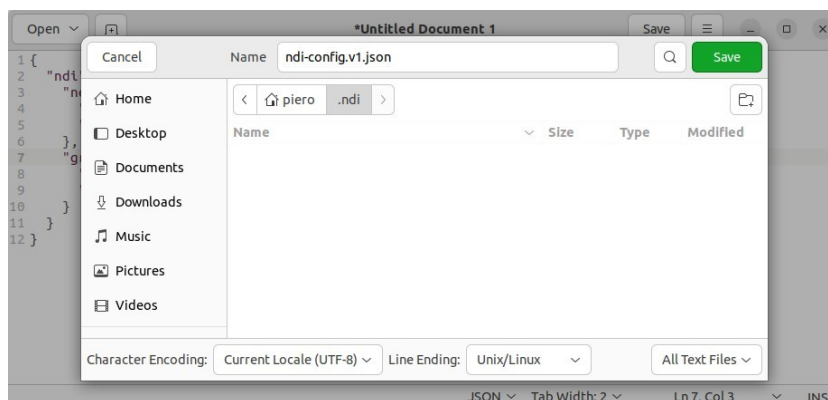 Open *Untitled Document 1 Save
Cancel Name ndi-config.v1.json Save
1 {
2 "ndi"
3 "n
4
5
6 },
7 "g
8
9
10 }
11 }
12 }
Home
Desktop
Documents
Downloads
Music
Pictures
Videos
piero .ndi
Name Size Type Modified
Character Encoding: Current Locale (UTF-8) Line Ending: Unix/Linux All Text Files
JSON Tab Width: 2 Ln 7, Col 3 INS